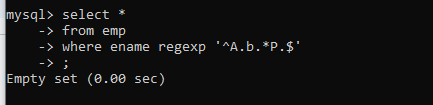 mysql> select *
    -> from emp
    -> where ename regexp '^A.b.*P.$'
    -> ;
Empty set (0.00 sec)